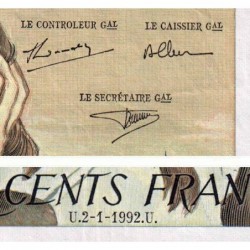 LE CONTROLEUR GAL LE CAISSIER GAL
LE SECRÉTAIRE GAL
CENTS FRAN
U.2-1-1992.U.